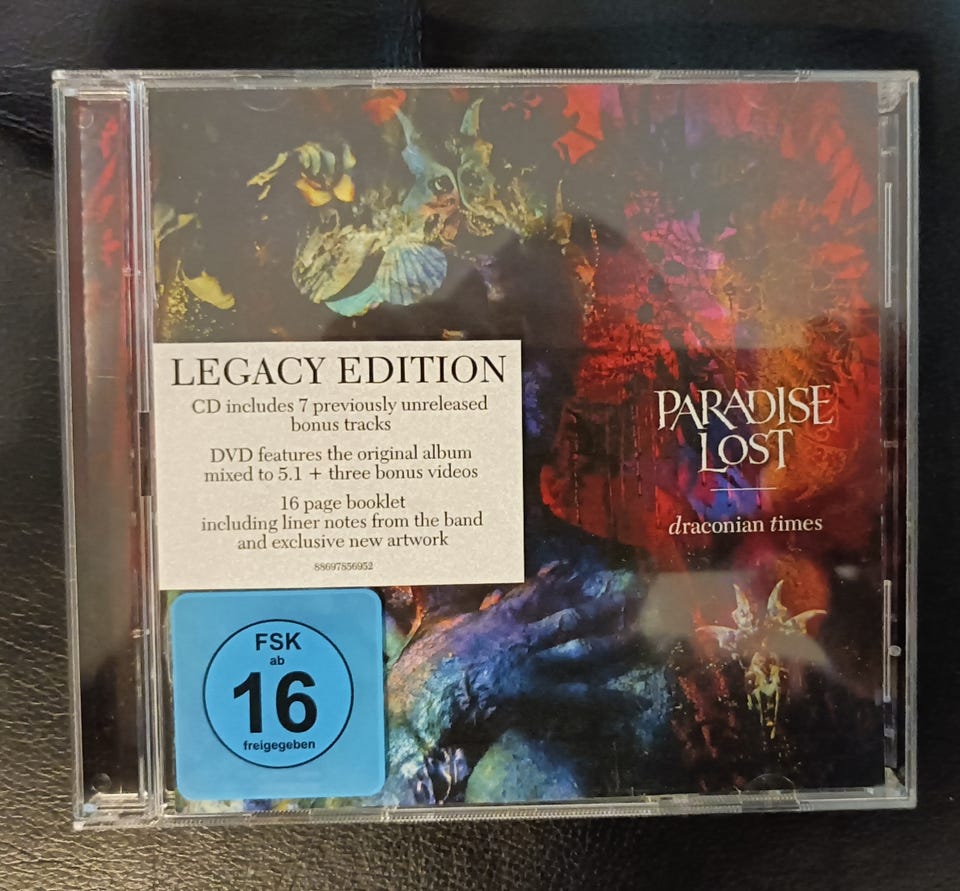 LEGACY EDITION
CD includes 7 previously unreleased
bonus tracks
DVD features the original album
mixed to 5.1 + three bonus videos
16 page booklet
including liner notes from the band
and exclusive new artwork
88697856952
PARADISE
LOST
draconian times
FSK
ab
16
freigegeben